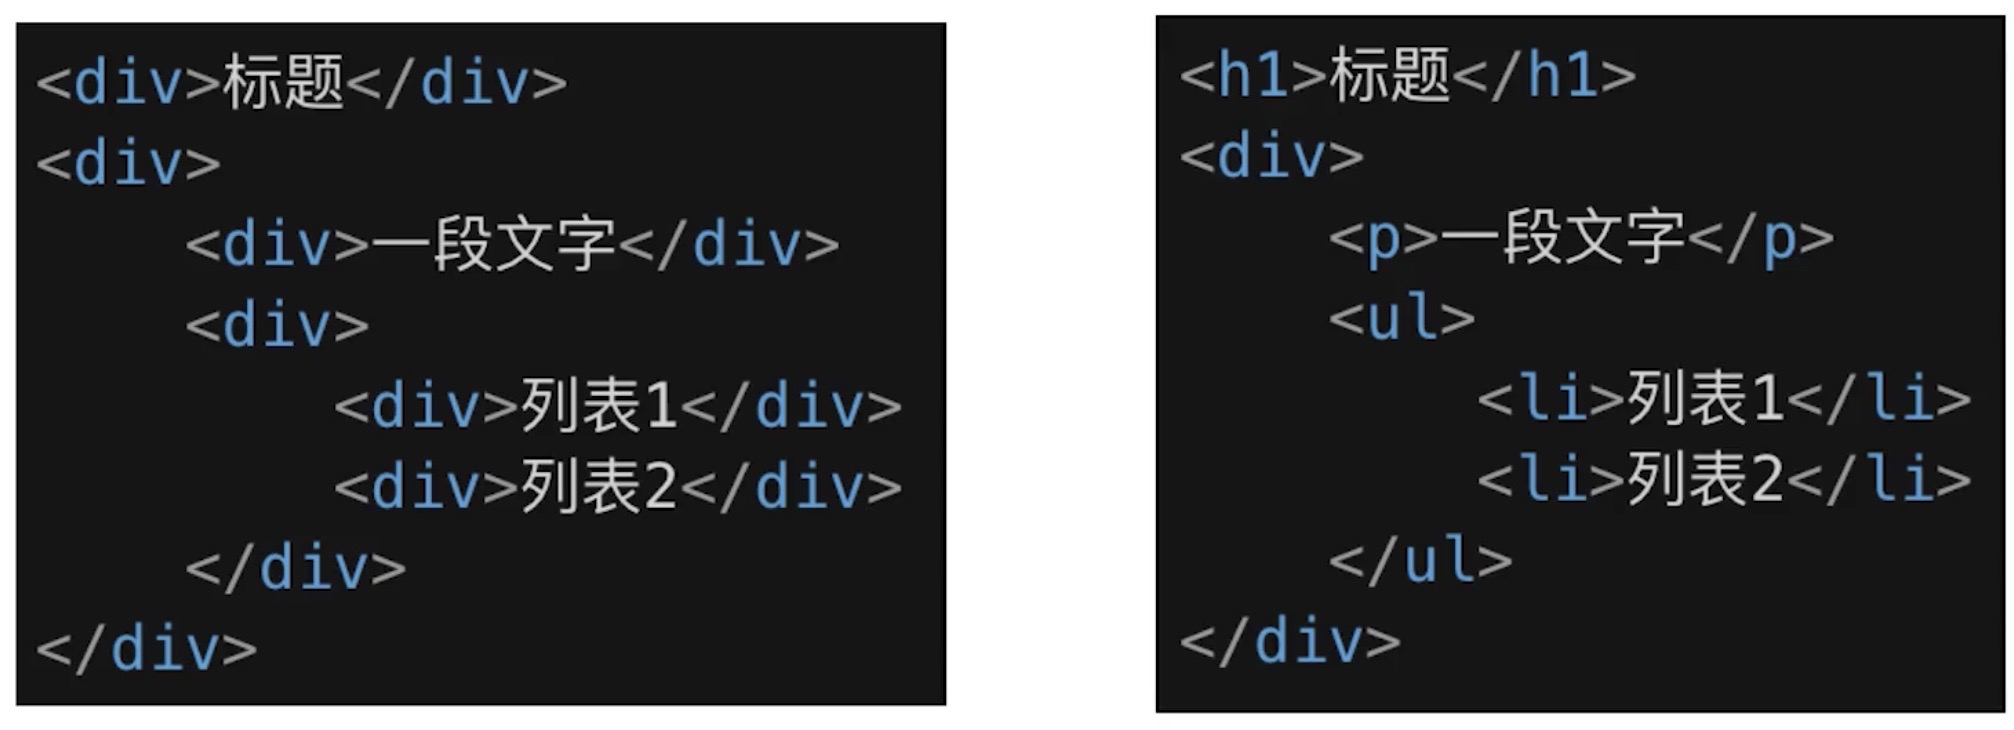 <div>标题</div>
<div>
    <div>一段文字</div>
    <div>
        <div>列表1</div>
        <div>列表2</div>
    </div>
</div>
<h1>标题</h1>
<div>
    <p>一段文字</p>
    <ul>
        <li>列表1</li>
        <li>列表2</li>
    </ul>
</div>